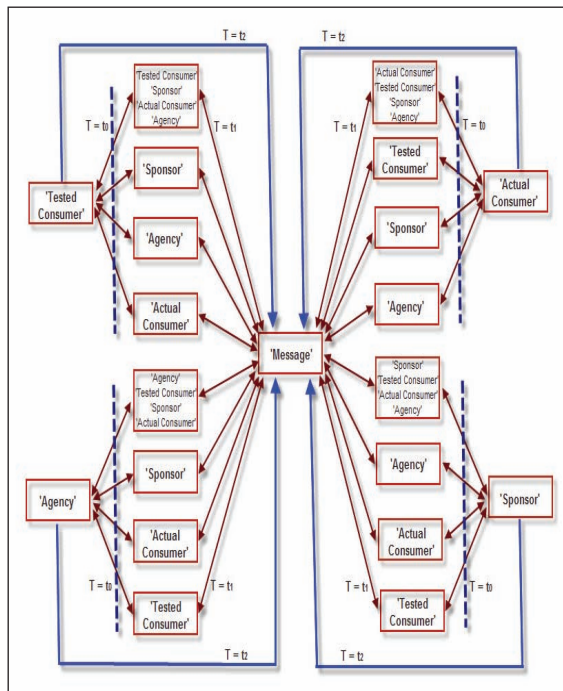 T = t2
T = t2
'Tested Consumer'
'Sponsor'
'Actual Consumer'
'Agency'
T = t0
T = t1
'Sponsor'
'Tested
Consumer'
'Agency'
'Actual
Consumer'
'Actual Consumer'
'Tested Consumer'
'Sponsor'
'Agency'
T = t1
T = t0
'Tested
Consumer'
'Actual
Consumer'
'Sponsor'
'Agency'
'Message'
'Agency'
'Tested Consumer'
'Sponsor'
'Actual Consumer'
'Sponsor'
'Agency'
'Actual
Consumer'
T = t0
T = t1
'Tested
Consumer'
T = t2
'Sponsor'
'Tested Consumer'
'Actual Consumer'
'Agency'
'Agency'
'Sponsor'
'Actual
Consumer'
T = t1
T = t0
'Tested
Consumer'
T = t2